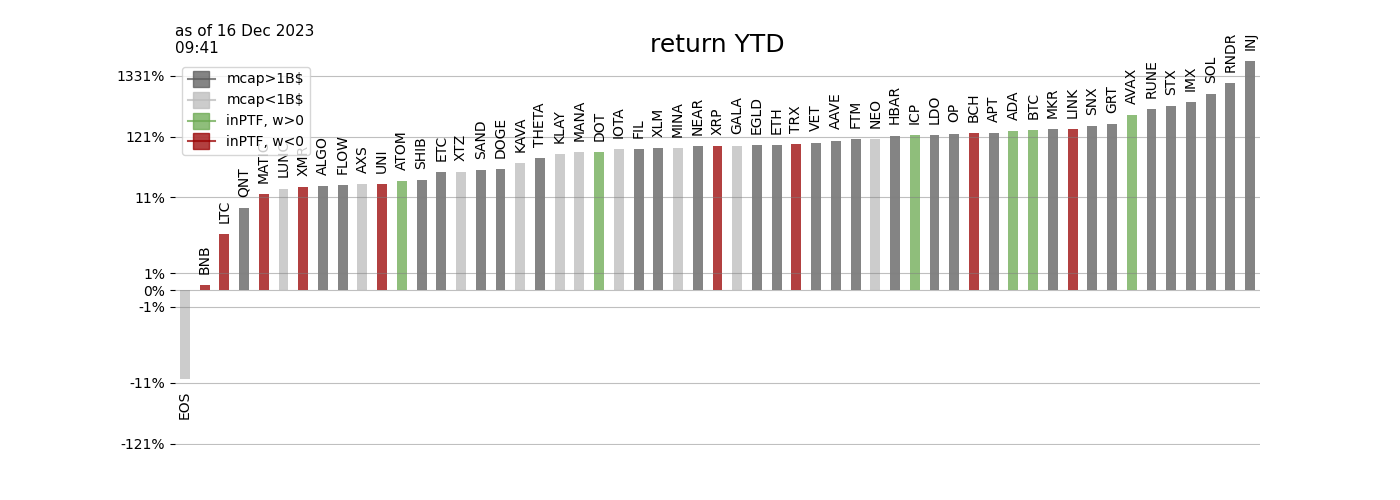 as of 16 Dec 2023
09:41
return YTD
mcap>1B$
mcap<1B$
inPTF, w>0
inPTF, w<0
1331%
121%
11%
1%
0%
-1%
-11%
-121%
EOS
BNB
LTC
QNT
MATIC
LUNC
XMR
ALGO
FLOW
AXS
UNI
ATOM
SHIB
ETC
XTZ
SAND
DOGE
KAVA
THETA
KLAY
MANA
DOT
IOTA
FIL
XLM
MINA
NEAR
XRP
GALA
EGLD
ETH
TRX
VET
AAVE
FTM
NEO
HBAR
ICP
LDO
OP
BCH
APT
ADA
BTC
MKR
LINK
SNX
GRT
AVAX
RUNE
STX
IMX
SOL
RNDR
INJ